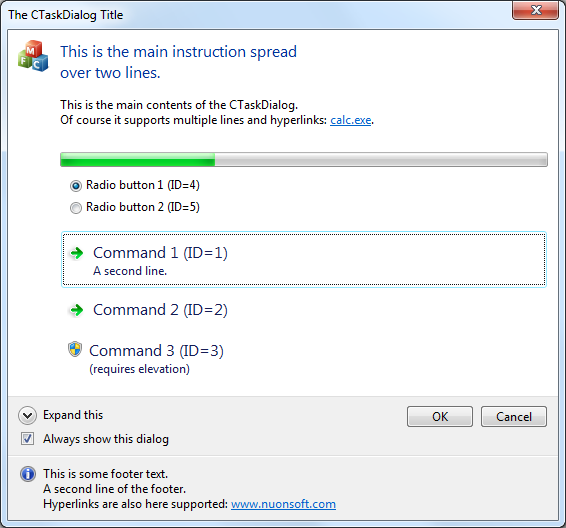 The CTaskDialog Title
M
F
C
This is the main instruction spread
over two lines.
This is the main contents of the CTaskDialog.
Of course it supports multiple lines and hyperlinks: calc.exe.
Radio button 1 (ID=4)
Radio button 2 (ID=5)
Command 1 (ID=1)
A second line.
Command 2 (ID=2)
Command 3 (ID=3)
(requires elevation)
Expand this
OK
Cancel
Always show this dialog
This is some footer text.
A second line of the footer.
Hyperlinks are also here supported: www.nuonsoft.com